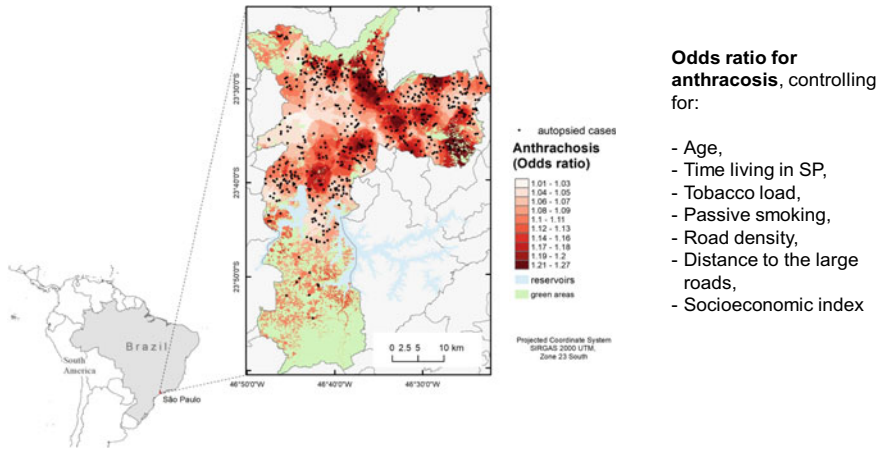 23°30'0"S
23°40'0"S
23°50'0"S
46°50'0"W
46°40'0"W
46°30'0"W
autopsied cases
Anthrachosis
(Odds ratio)
1.01 - 1.03
1.04 - 1.05
1.06 - 1.07
1.08 - 1.09
1.1 - 1.11
1.12 - 1.13
1.14 - 1.16
1.17 - 1.18
1.19 - 1.2
1.21 - 1.27
reservoirs
green areas
0 2.5 5 10 km
Projected Coordinate System
SIRGAS 2000 UTM,
Zone 23 South
Brazil
South
America
São Paulo
Odds ratio for
anthracosis, controlling
for:
- Age,
- Time living in SP,
- Tobacco load,
- Passive smoking,
- Road density,
- Distance to the large
roads,
- Socioeconomic index